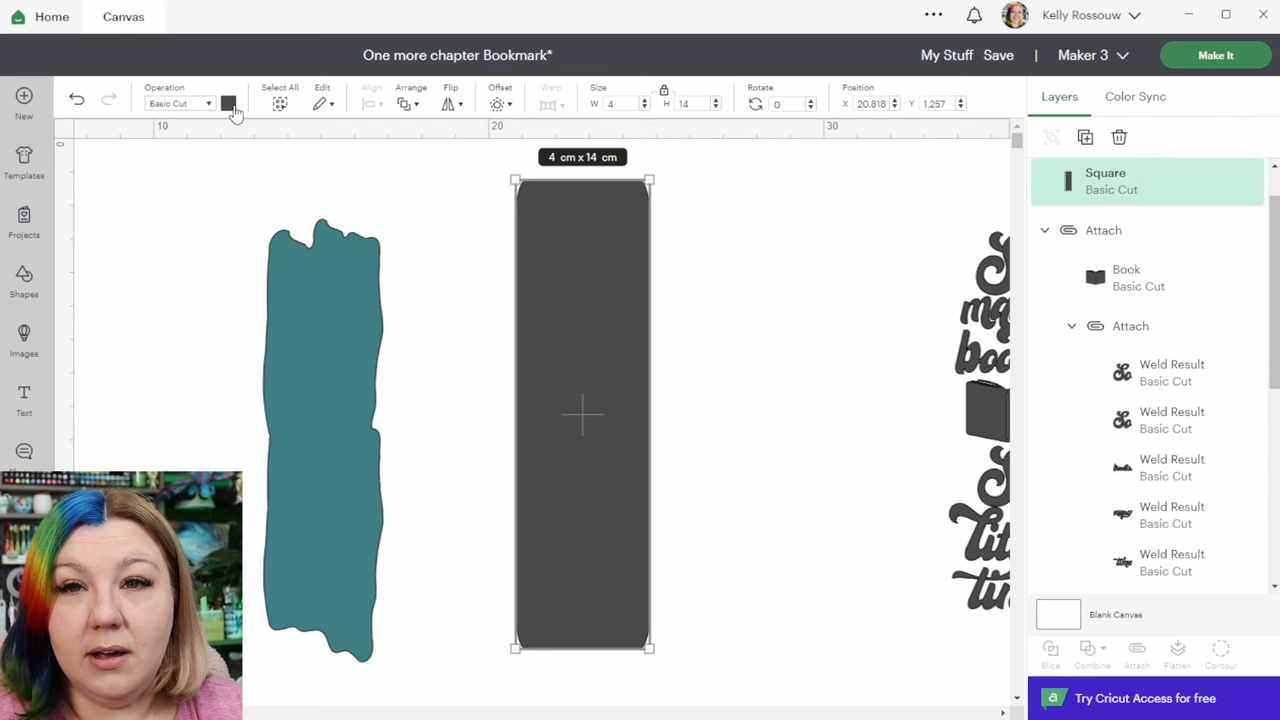 Home
Canvas
Kelly Rossouw
One more chapter Bookmark*
My Stuff
Save
Maker 3
Make It
Operation
Basic Cut
Select All
Edit
Align
Arrange
Flip
Offset
Warp
Size
W 4
H 14
Rotate
0
Position
X 20.818
Y 1.257
Layers
Color Sync
New
Templates
Projects
Shapes
Images
Text
10
20
30
0
4 cm x 14 cm
Square
Basic Cut
Attach
Book
Basic Cut
Attach
Weld Result
Basic Cut
Weld Result
Basic Cut
Weld Result
Basic Cut
Weld Result
Basic Cut
Weld Result
Basic Cut
Blank Canvas
Slice
Combine
Attach
Flatten
Contour
Try Cricut Access for free